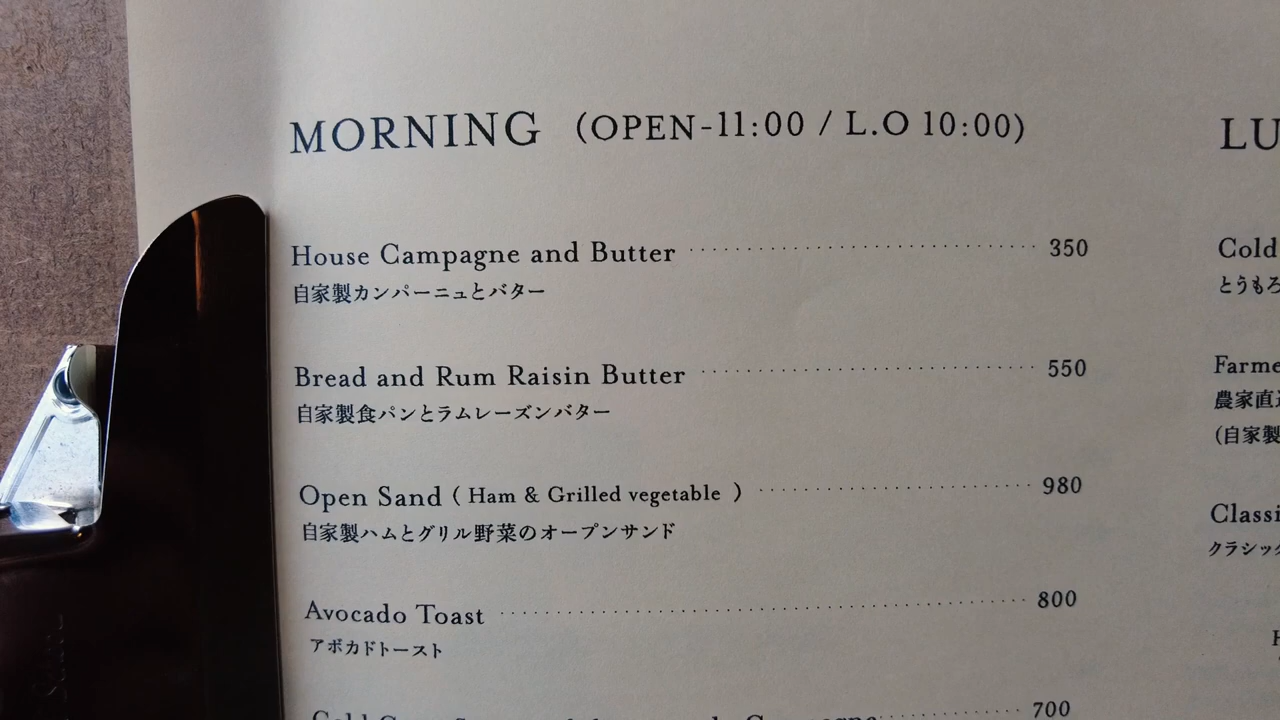 MORNING (OPEN-11:00 / L.O 10:00)
House Campagne and Butter 350
自家製カンパーニュとバター
Bread and Rum Raisin Butter 550
自家製食パンとラムレーズンバター
Open Sand ( Ham & Grilled vegetable ) 980
自家製ハムとグリル野菜のオープンサンド
Avocado Toast 800
アボカドトースト
700
LU
Cold
とうもろ
Farme
農家直
(自家製
Classi
クラシック